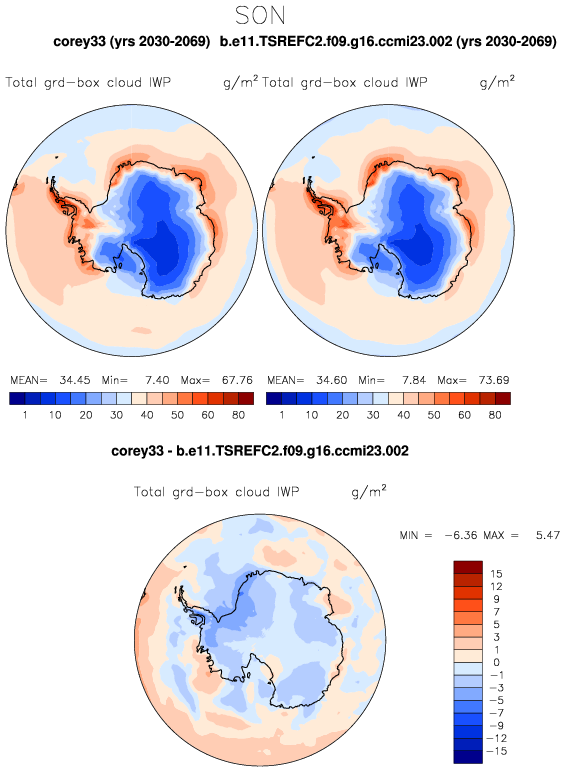 SON
corey33 (yrs 2030-2069) b.e11.TSREFC2.f09.g16.ccmi23.002 (yrs 2030-2069)
Total grd-box cloud IWP g/m² Total grd-box cloud IWP g/m²
MEAN= 34.45 Min= 7.40 Max= 67.76 MEAN= 34.60 Min= 7.84 Max= 73.69
1 10 20 30 40 50 60 80 1 10 20 30 40 50 60 80
corey33 - b.e11.TSREFC2.f09.g16.ccmi23.002
Total grd-box cloud IWP g/m²
MIN = -6.36 MAX = 5.47
15
12
9
7
5
3
1
0
-1
-3
-5
-7
-9
-12
-15